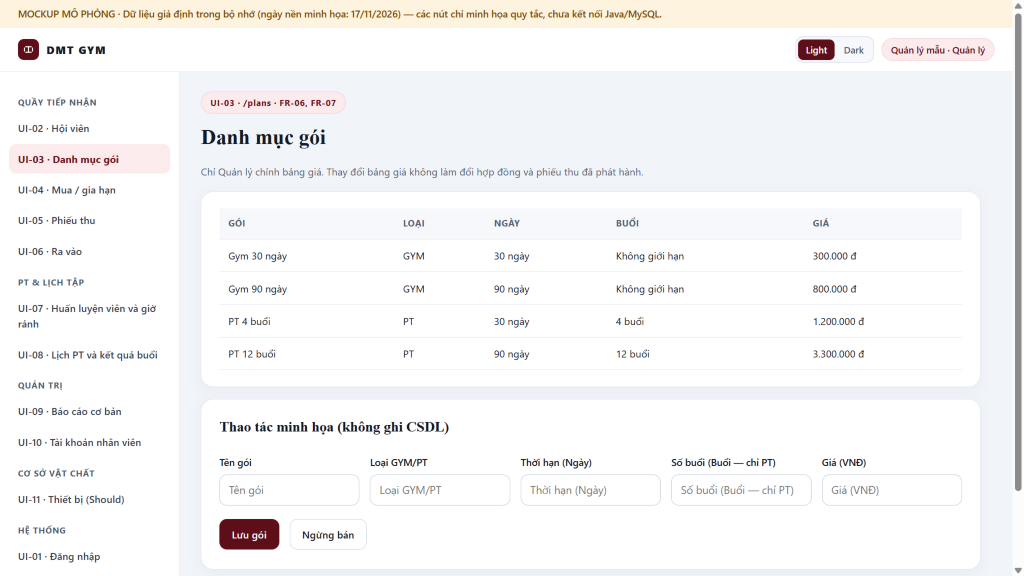 MOCKUP MÔ PHỎNG · Dữ liệu giả định trong bộ nhớ (ngày nền minh họa: 17/11/2026) — các nút chỉ minh họa quy tắc, chưa kết nối Java/MySQL.
DMT GYM
Light
Dark
Quản lý mẫu · Quản lý
QUẦY TIẾP NHẬN
UI-02 · Hội viên
UI-03 · Danh mục gói
UI-04 · Mua / gia hạn
UI-05 · Phiếu thu
UI-06 · Ra vào
PT & LỊCH TẬP
UI-07 · Huấn luyện viên và giờ
rảnh
UI-08 · Lịch PT và kết quả buổi
QUẢN TRỊ
UI-09 · Báo cáo cơ bản
UI-10 · Tài khoản nhân viên
CƠ SỞ VẬT CHẤT
UI-11 · Thiết bị (Should)
HỆ THỐNG
UI-01 · Đăng nhập
UI-03 · /plans · FR-06, FR-07
Danh mục gói
Chỉ Quản lý chỉnh bảng giá. Thay đổi bảng giá không làm đổi hợp đồng và phiếu thu đã phát hành.
GÓI LOẠI NGÀY BUỔI GIÁ
Gym 30 ngày GYM 30 ngày Không giới hạn 300.000 đ
Gym 90 ngày GYM 90 ngày Không giới hạn 800.000 đ
PT 4 buổi PT 30 ngày 4 buổi 1.200.000 đ
PT 12 buổi PT 90 ngày 12 buổi 3.300.000 đ
Thao tác minh họa (không ghi CSDL)
Tên gói Loại GYM/PT Thời hạn (Ngày) Số buổi (Buổi — chỉ PT) Giá (VNĐ)
Tên gói Loại GYM/PT Thời hạn (Ngày) Số buổi (Buổi — chỉ PT) Giá (VNĐ)
Lưu gói
Ngừng bán